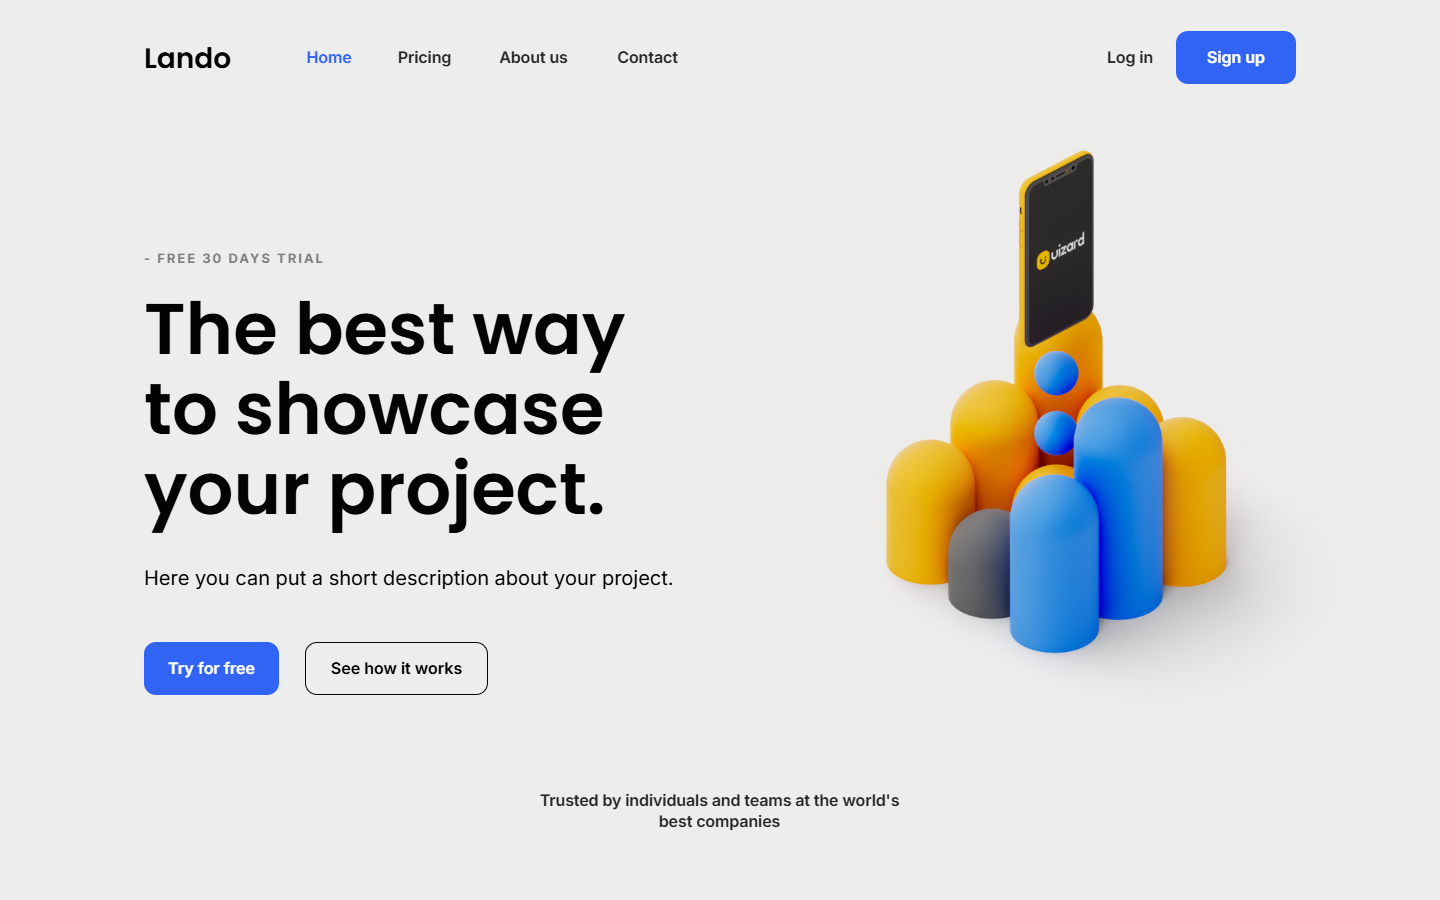 Lando
Home
Pricing
About us
Contact
Log in
Sign up
- FREE 30 DAYS TRIAL
The best way
to showcase
your project.
uizard
Here you can put a short description about your project.
Try for free
See how it works
Trusted by individuals and teams at the world's
best companies